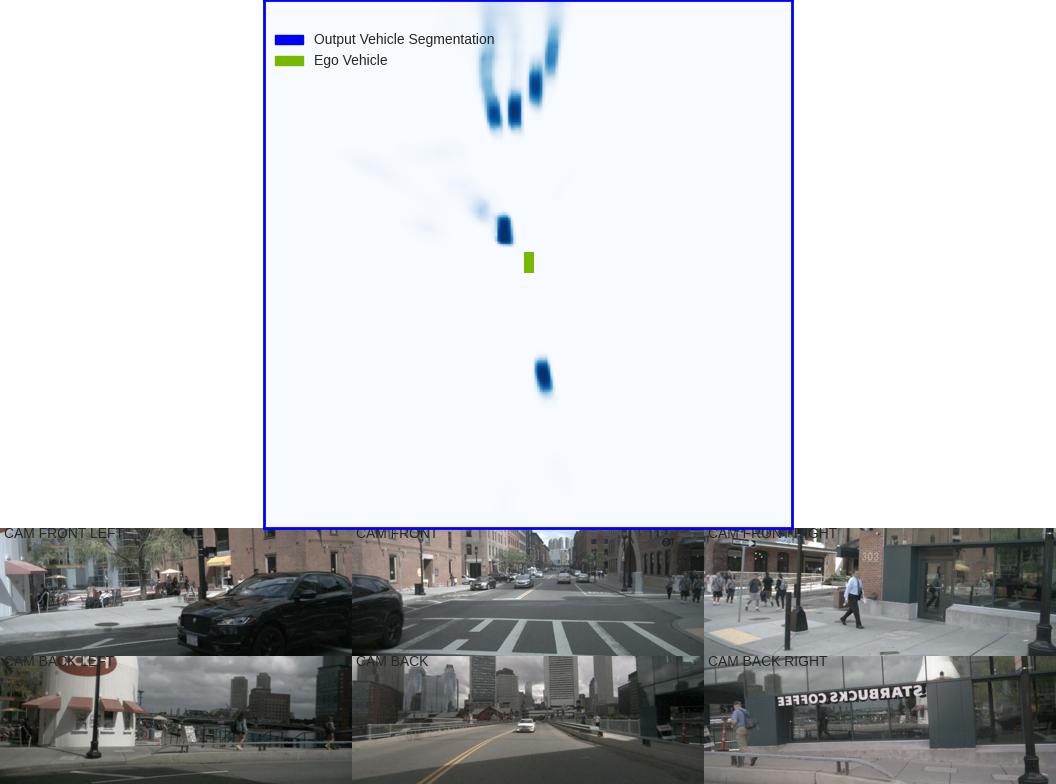 Output Vehicle Segmentation
Ego Vehicle
CAM FRONT LEFT
CAM FRONT
CAM FRONT RIGHT
303
CAM BACK LEFT
CAM BACK
CAM BACK RIGHT
STARBUCKS COFFEE